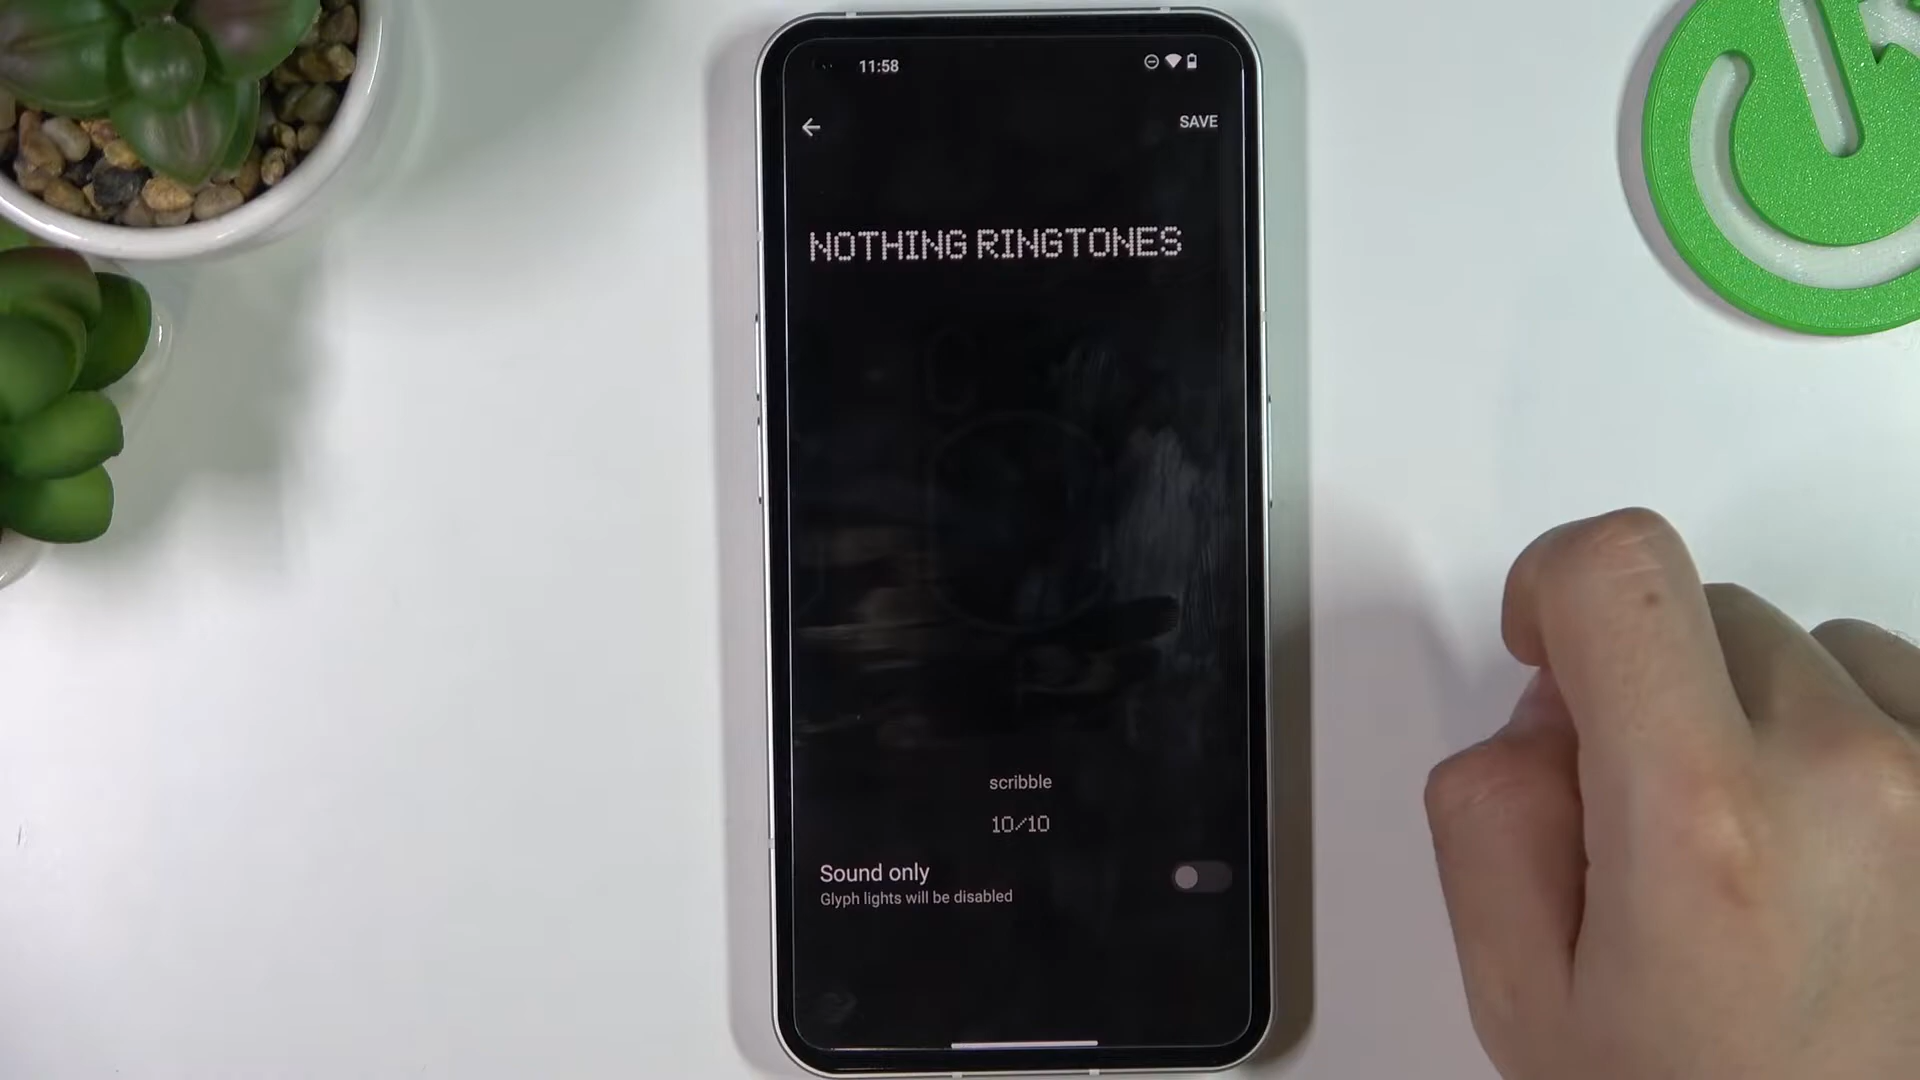 11:58
SAVE
NOTHING RINGTONES
scribble
10/10
Sound only
Glyph lights will be disabled